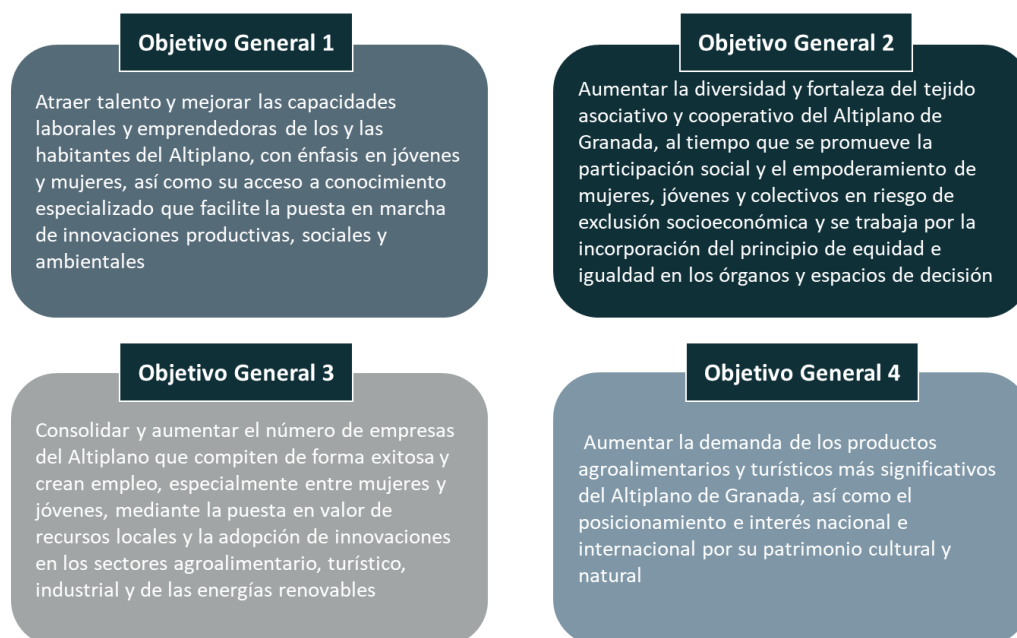 Objetivo General 1
Atraer talento y mejorar las capacidades
laborales y emprendedoras de los y las
habitantes del Altiplano, con énfasis en jóvenes
y mujeres, así como su acceso a conocimiento
especializado que facilite la puesta en marcha
de innovaciones productivas, sociales y
ambientales
Objetivo General 2
Aumentar la diversidad y fortaleza del tejido
asociativo y cooperativo del Altiplano de
Granada, al tiempo que se promueve la
participación social y el empoderamiento de
mujeres, jóvenes y colectivos en riesgo de
exclusión socioeconómica y se trabaja por la
incorporación del principio de equidad e
igualdad en los órganos y espacios de decisión
Objetivo General 3
Consolidar y aumentar el número de empresas
del Altiplano que compiten de forma exitosa y
crean empleo, especialmente entre mujeres y
jóvenes, mediante la puesta en valor de
recursos locales y la adopción de innovaciones
en los sectores agroalimentario, turístico,
industrial y de las energías renovables
Objetivo General 4
Aumentar la demanda de los productos
agroalimentarios y turísticos más significativos
del Altiplano de Granada, así como el
posicionamiento e interés nacional e
internacional por su patrimonio cultural y
natural